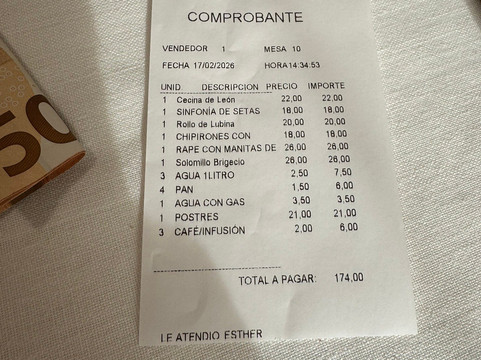 COMPROBANTE
VENDEDOR 1 MESA 10
FECHA 17/02/2026 HORA14:34:53
UNID. DESCRIPCION PRECIO IMPORTE
1 Cecina de León 22,00 22,00
1 SINFONÍA DE SETAS 18,00 18,00
1 Rollo de Lubina 20,00 20,00
1 CHIPIRONES CON 18,00 18,00
1 RAPE CON MANITAS DE 26,00 26,00
1 Solomillo Brigecio 26,00 26,00
3 AGUA 1LITRO 2,50 7,50
4 PAN 1,50 6,00
1 AGUA CON GAS 3,50 3,50
1 POSTRES 21,00 21,00
3 CAFÉ/INFUSIÓN 2,00 6,00
TOTAL A PAGAR: 174,00
LE ATENDIO ESTHER
50